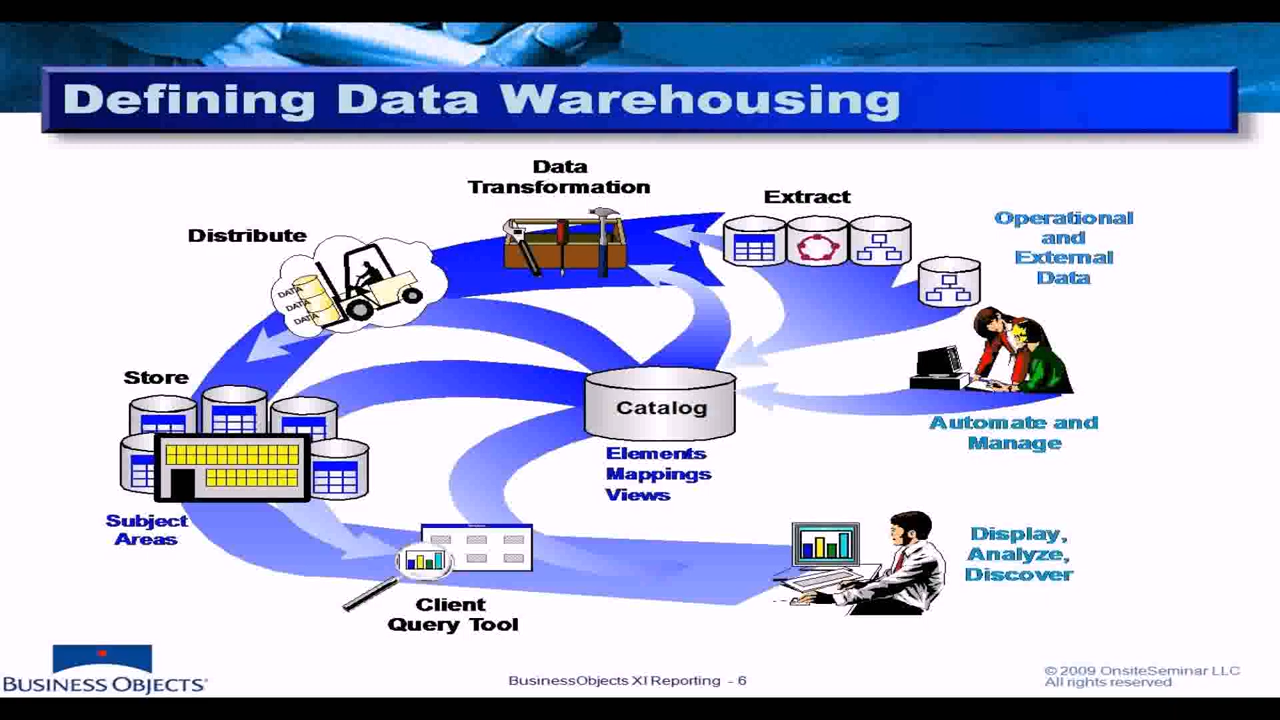 Defining Data Warehousing
Data
Transformation
Extract
Operational
and
External
Data
Distribute
DATA
DATA
DATA
Store
Catalog
Elements
Mappings
Views
Automate and
Manage
Subject
Areas
Display,
Analyze,
Discover
Client
Query Tool
BUSINESS OBJECTS
BusinessObjects XI Reporting - 6
© 2009 OnsiteSeminar LLC
All rights reserved